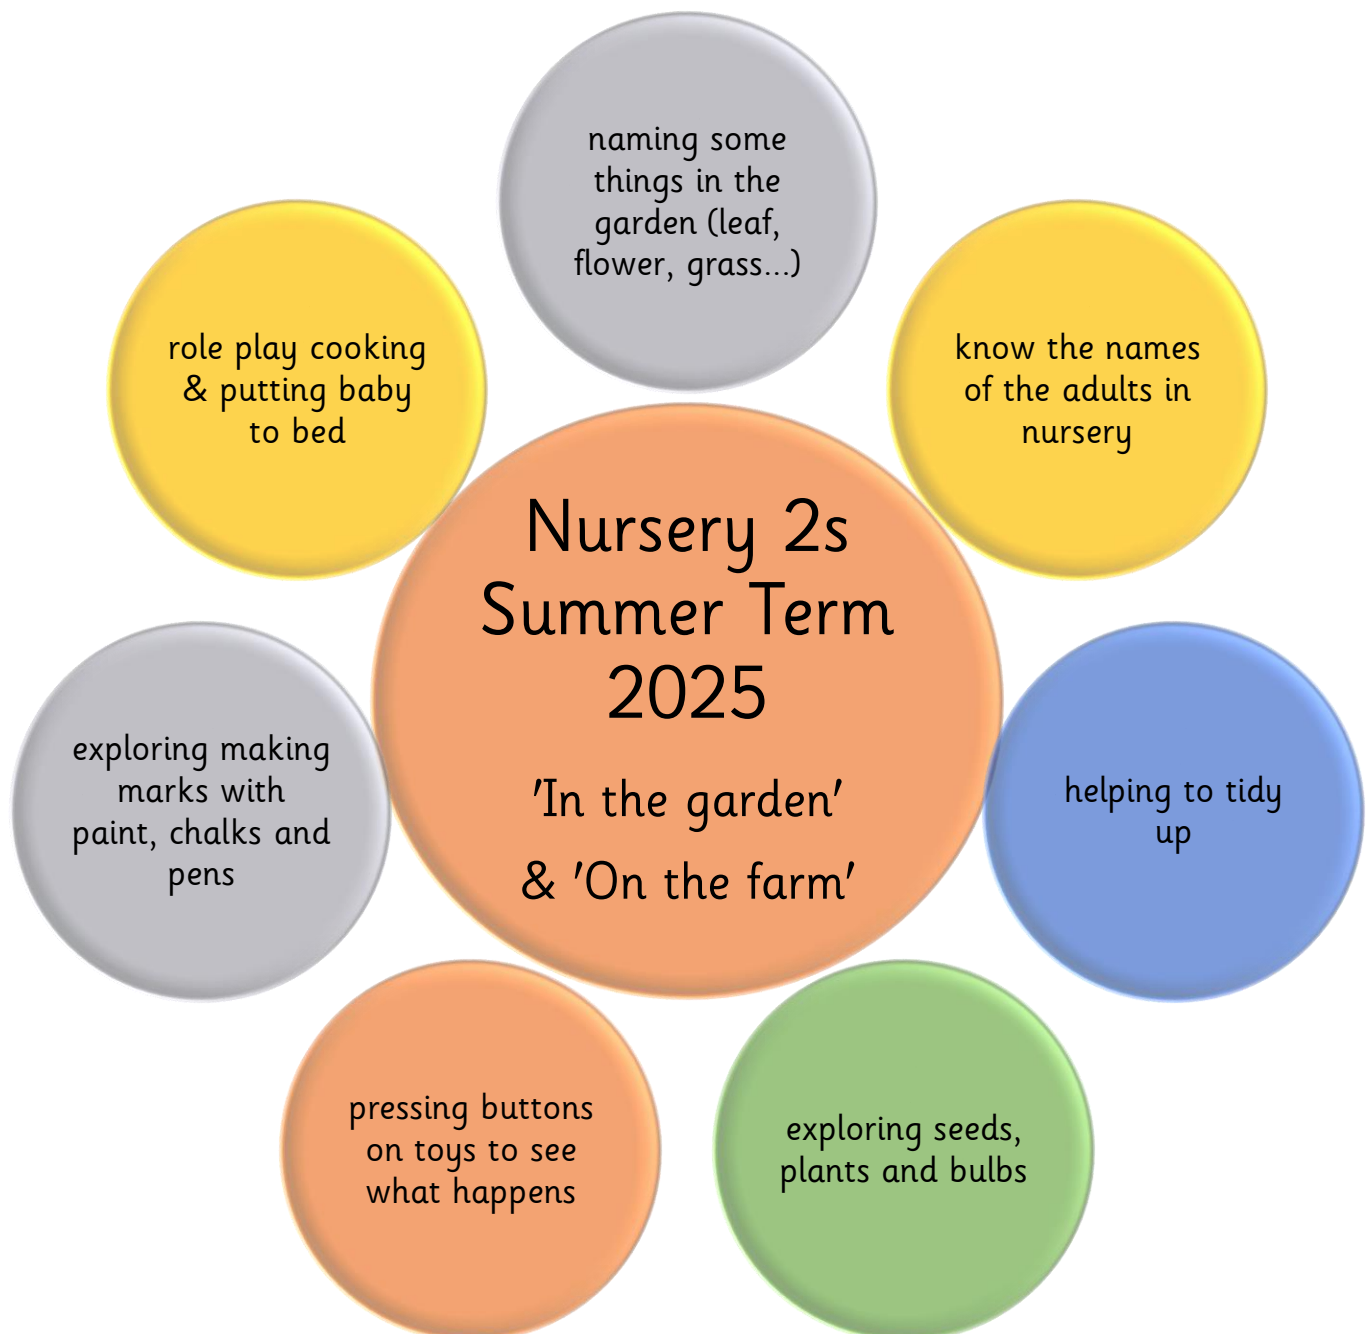 naming some
things in the
garden (leaf,
flower, grass...)
know the names
of the adults in
nursery
helping to tidy
up
exploring seeds,
plants and bulbs
pressing buttons
on toys to see
what happens
exploring making
marks with
paint, chalks and
pens
role play cooking
& putting baby
to bed
Nursery 2s
Summer Term
2025
'In the garden'
& 'On the farm'